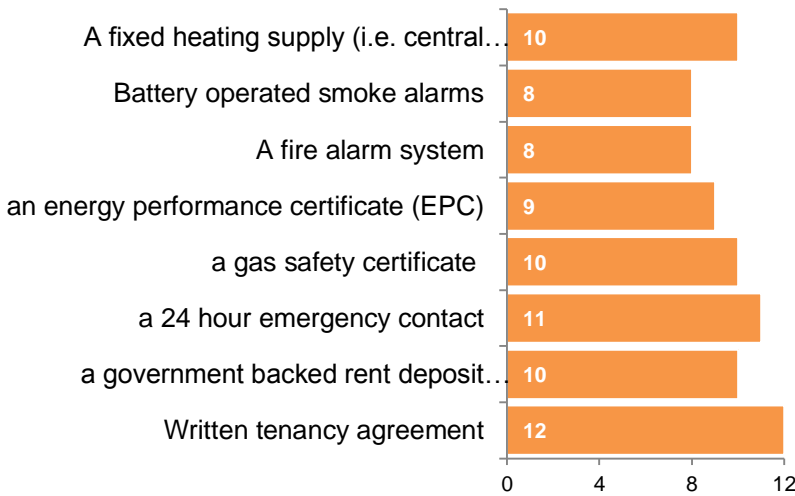 A fixed heating supply (i.e. central… 10
Battery operated smoke alarms 8
A fire alarm system 8
an energy performance certificate (EPC) 9
a gas safety certificate 10
a 24 hour emergency contact 11
a government backed rent deposit… 10
Written tenancy agreement 12
0 4 8 12